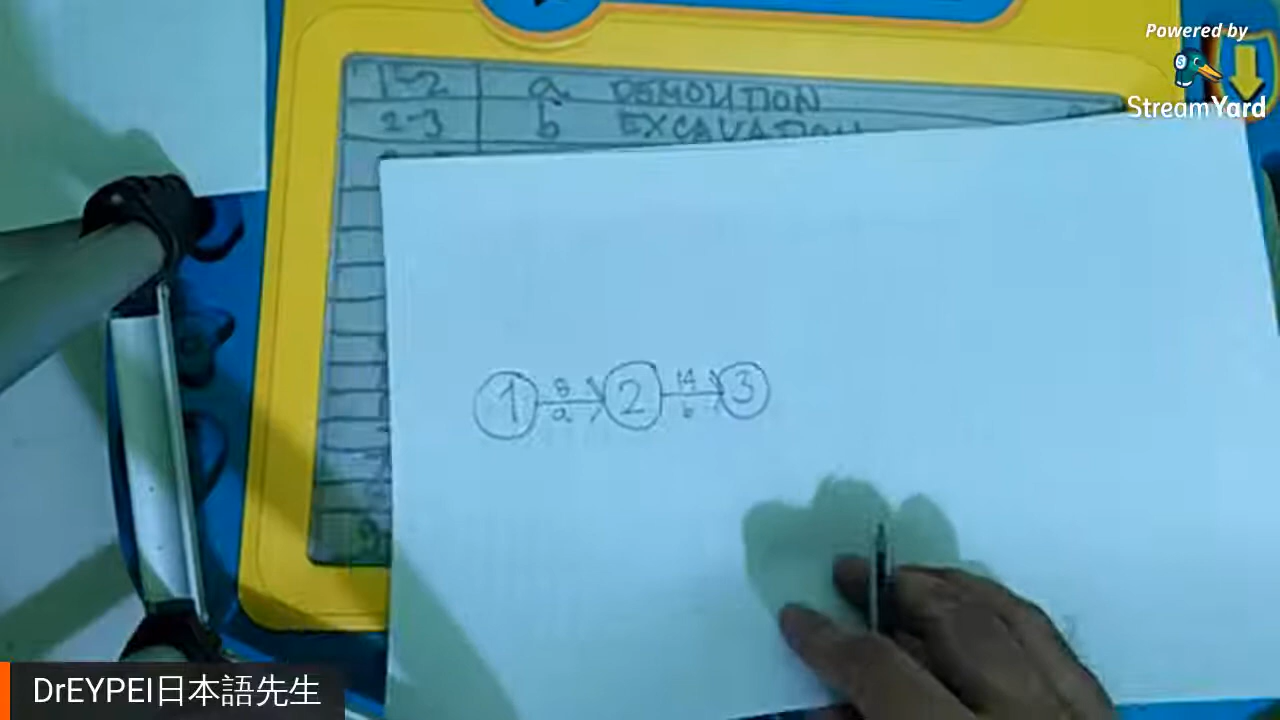 Powered by
StreamYard
1-2 a DEMOLITION
2-3 b EXCAVATION
8 14
1 2 3
a b
DrEYPEI日本語先生